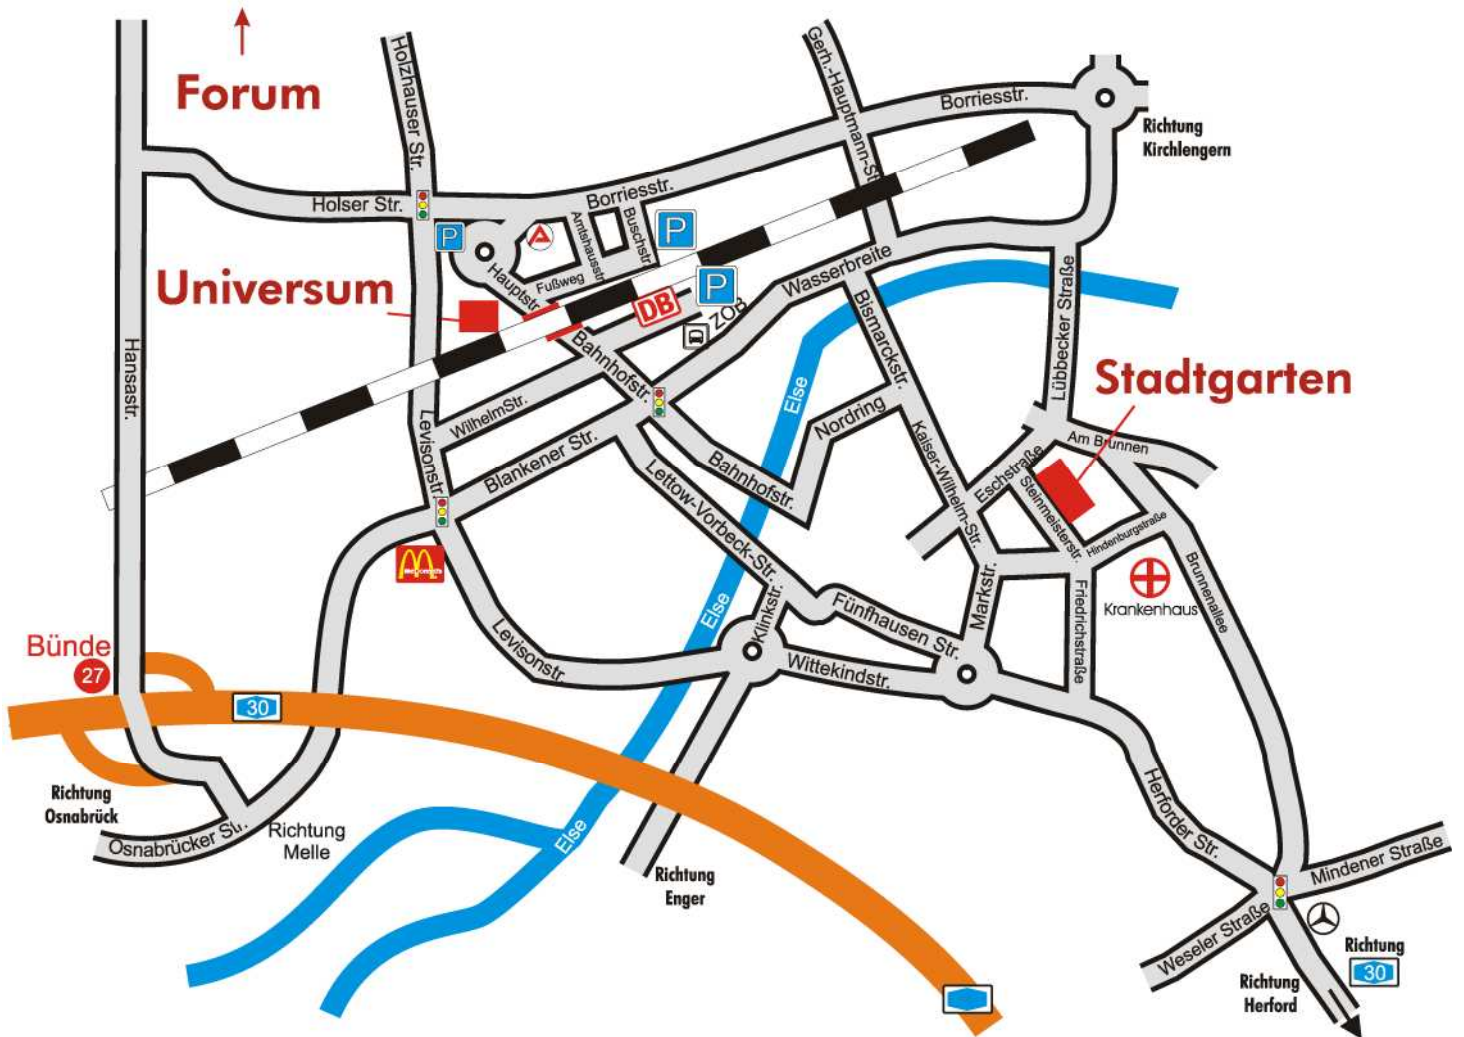 Forum
Holzhauser Str.
Gerh.-Hauptmann-St
Borriesstr.
Richtung
Kirchlengern
Holser Str.
Borriesstr.
P
Amtshausstr.
Buschstr
P
Hauptstr.
Fußweg
Universum
P
DB
ZOB
Wasserbreite
Lübbecker Straße
Hansastr.
Bahnhofstr.
Bismarckstr.
Else
Stadtgarten
WilhelmStr.
Levisonstr.
Blankener Str.
Nordring
Am Brunnen
Kaiser-Wilhelm-Str.
Eschstraße
Bahnhofstr.
Lettow-Vorbeck-Str.
Steinmeisterstr.
Hindenburgstraße
McDonald's
Krankenhaus
Brunnenallee
Friedrichstraße
Markstr.
Else
Klinkstr.
Fünfhausen Str.
Levisonstr.
Wittekindstr.
Bünde
27
30
Richtung
Osnabrück
Osnabrücker Str.
Richtung
Melle
Else
Richtung
Enger
Herforder Str.
Mindener Straße
Weseler Straße
Richtung
30
Richtung
Herford